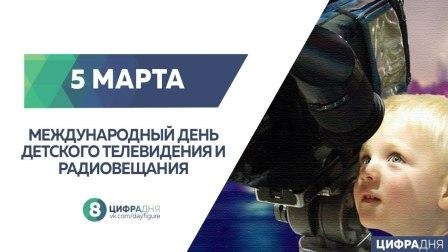 5 МАРТА
МЕЖДУНАРОДНЫЙ ДЕНЬ
ДЕТСКОГО ТЕЛЕВИДЕНИЯ И
РАДИОВЕЩАНИЯ
8 ЦИФРАДНЯ
vk.com/dayfigure
ЦИФРАДНЯ